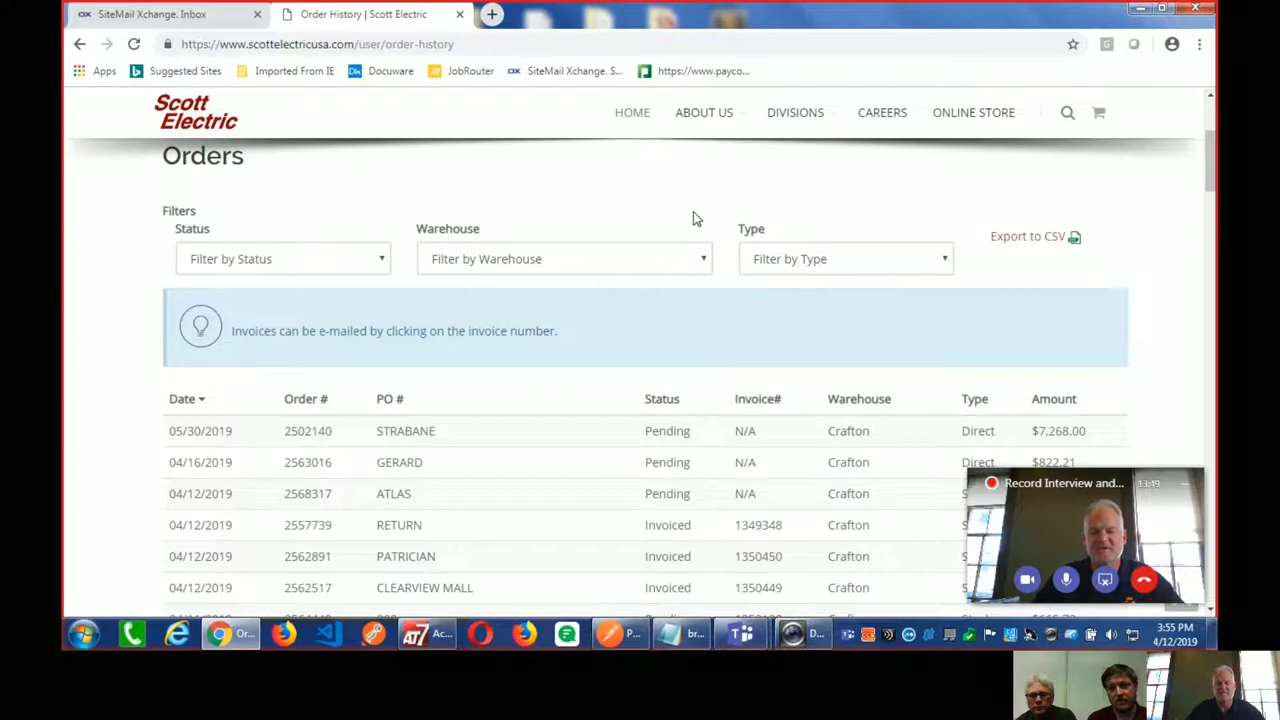 SiteMail Xchange. Inbox
Order History | Scott Electric
https://www.scottelectricusa.com/user/order-history
Apps Suggested Sites Imported From IE Docuware JobRouter SiteMail Xchange. S... https://www.payco...
Scott Electric
HOME ABOUT US DIVISIONS CAREERS ONLINE STORE
Orders
Filters
Status Warehouse Type
Filter by Status Filter by Warehouse Filter by Type Export to CSV
Invoices can be e-mailed by clicking on the invoice number.
Date Order # PO # Status Invoice# Warehouse Type Amount
05/30/2019 2502140 STRABANE Pending N/A Crafton Direct $7,268.00
04/16/2019 2563016 GERARD Pending N/A Crafton Direct $822.21
04/12/2019 2568317 ATLAS Pending N/A Crafton
04/12/2019 2557739 RETURN Invoiced 1349348 Crafton
04/12/2019 2562891 PATRICIAN Invoiced 1350450 Crafton
04/12/2019 2562517 CLEARVIEW MALL Invoiced 1350449 Crafton
Record Interview and... 13:49
Or... AT7 Ac... P... br... D...
3:55 PM
4/12/2019